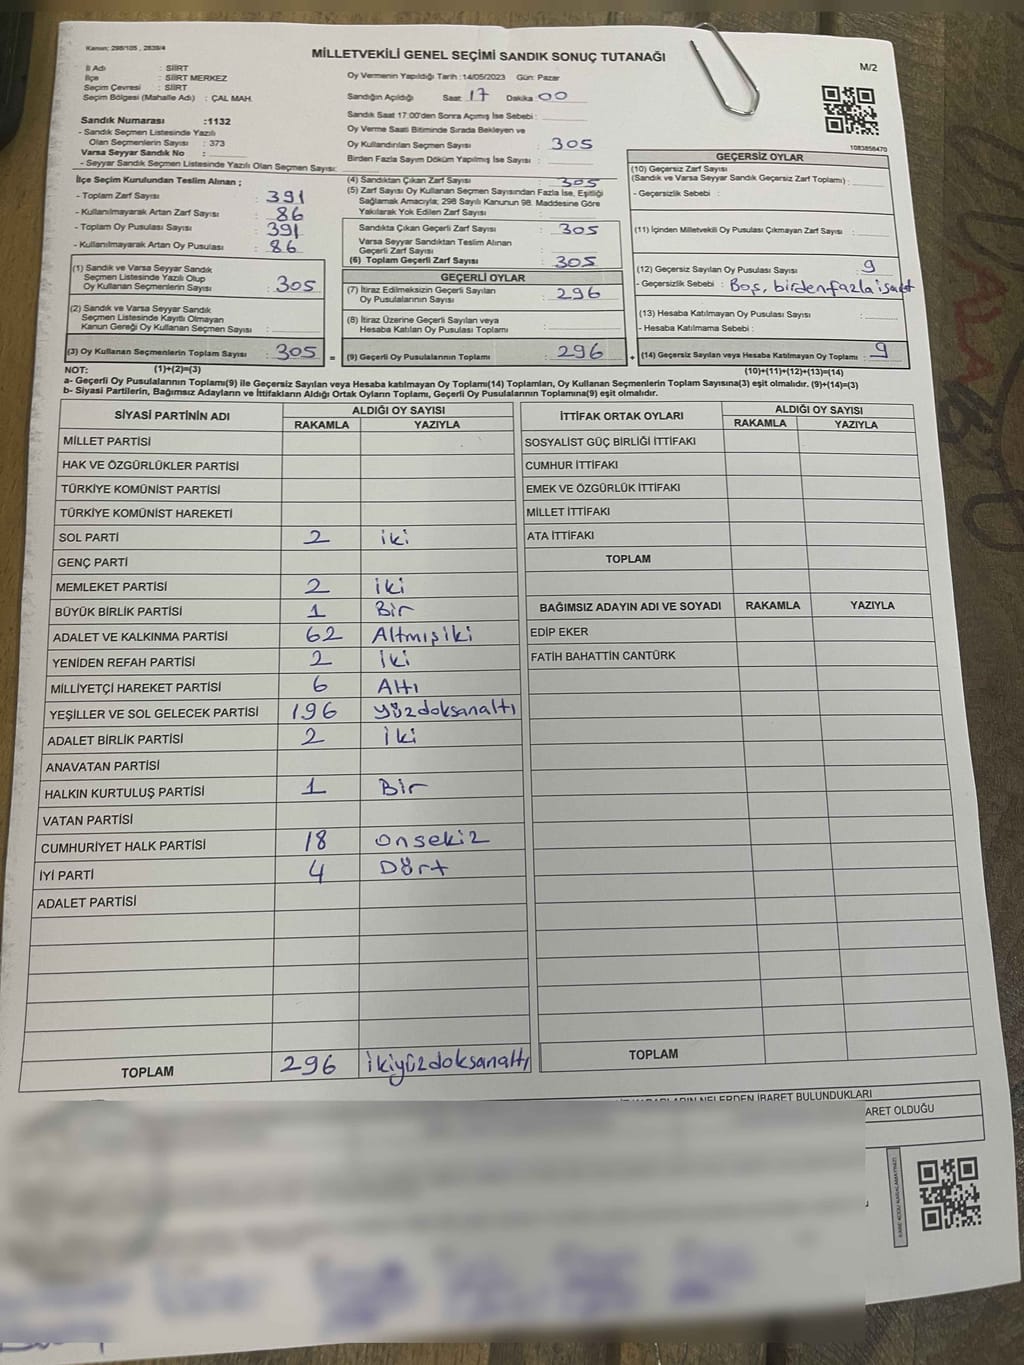 Kanun: 298/105 , 2839/4
MİLLETVEKİLİ GENEL SEÇİMİ SANDIK SONUÇ TUTANAĞI
M/2
İl Adı : SİİRT
İlçe : SİİRT MERKEZ
Seçim Çevresi : SİİRT
Seçim Bölgesi (Mahalle Adı) : ÇAL MAH.
Sandık Numarası :1132
- Sandık Seçmen Listesinde Yazılı
Olan Seçmenlerin Sayısı : 373
Varsa Seyyar Sandık No :
- Seyyar Sandık Seçmen Listesinde Yazılı Olan Seçmen Sayısı:
Oy Vermenin Yapıldığı Tarih :14/05/2023 Gün: Pazar
Sandığın Açıldığı Saat: 17 Dakika 00
Sandık Saat 17:00'den Sonra Açılmış İse Sebebi :
Oy Verme Saati Bitiminde Sırada Bekleyen ve
Oy Kullandırılan Seçmen Sayısı : 305
Birden Fazla Sayım Döküm Yapılmış İse Sayısı :
1083858470
İlçe Seçim Kurulundan Teslim Alınan ;
- Toplam Zarf Sayısı : 391
- Kullanılmayarak Artan Zarf Sayısı : 86
- Toplam Oy Pusulası Sayısı : 391
- Kullanılmayarak Artan Oy Pusulası : 86
(4) Sandıktan Çıkan Zarf Sayısı : 305
(5) Zarf Sayısı Oy Kullanan Seçmen Sayısından Fazla İse, Eşitliği
Sağlamak Amacıyla; 298 Sayılı Kanunun 98. Maddesine Göre
Yakılarak Yok Edilen Zarf Sayısı :
Sandıkta Çıkan Geçerli Zarf Sayısı : 305
Varsa Seyyar Sandıktan Teslim Alınan
Geçerli Zarf Sayısı :
(6) Toplam Geçerli Zarf Sayısı : 305
GEÇERSİZ OYLAR
(10) Geçersiz Zarf Sayısı
(Sandık ve Varsa Seyyar Sandık Geçersiz Zarf Toplamı) :
- Geçersizlik Sebebi :
(11) İçinden Milletvekili Oy Pusulası Çıkmayan Zarf Sayısı :
(12) Geçersiz Sayılan Oy Pusulası Sayısı : 9
- Geçersizlik Sebebi : Boş, birden fazla işaret
(13) Hesaba Katılmayan Oy Pusulası Sayısı :
- Hesaba Katılmama Sebebi :
(1) Sandık ve Varsa Seyyar Sandık
Seçmen Listesinde Yazılı Olup
Oy Kullanan Seçmenlerin Sayısı : 305
(2) Sandık ve Varsa Seyyar Sandık
Seçmen Listesinde Kayıtlı Olmayan
Kanun Gereği Oy Kullanan Seçmen Sayısı :
GEÇERLİ OYLAR
(7) İtiraz Edilmeksizin Geçerli Sayılan
Oy Pusulalarının Sayısı : 296
(8) İtiraz Üzerine Geçerli Sayılan veya
Hesaba Katılan Oy Pusulası Toplamı :
(3) Oy Kullanan Seçmenlerin Toplam Sayısı : 305 = (9) Geçerli Oy Pusulalarının Toplamı : 296 + (14) Geçersiz Sayılan veya Hesaba Katılmayan Oy Toplamı : 9
NOT: (1)+(2)=(3) (10)+(11)+(12)+(13)=(14)
a- Geçerli Oy Pusulalarının Toplamı(9) ile Geçersiz Sayılan veya Hesaba katılmayan Oy Toplamı(14) Toplamları, Oy Kullanan Seçmenlerin Toplam Sayısına(3) eşit olmalıdır. (9)+(14)=(3)
b- Siyasi Partilerin, Bağımsız Adayların ve İttifakların Aldığı Ortak Oyların Toplamı, Geçerli Oy Pusulalarının Toplamına(9) eşit olmalıdır.
SİYASİ PARTİNİN ADI ALDIĞI OY SAYISI
RAKAMLA YAZIYLA
MİLLET PARTİSİ
HAK VE ÖZGÜRLÜKLER PARTİSİ
TÜRKİYE KOMÜNİST PARTİSİ
TÜRKİYE KOMÜNİST HAREKETİ
SOL PARTİ 2 iki
GENÇ PARTİ
MEMLEKET PARTİSİ 2 iki
BÜYÜK BİRLİK PARTİSİ 1 Bir
ADALET VE KALKINMA PARTİSİ 62 Altmışiki
YENİDEN REFAH PARTİSİ 2 İki
MİLLİYETÇİ HAREKET PARTİSİ 6 Altı
YEŞİLLER VE SOL GELECEK PARTİSİ 196 yüzdoksanaltı
ADALET BİRLİK PARTİSİ 2 İki
ANAVATAN PARTİSİ
HALKIN KURTULUŞ PARTİSİ 1 Bir
VATAN PARTİSİ
CUMHURİYET HALK PARTİSİ 18 onsekiz
İYİ PARTİ 4 Dört
ADALET PARTİSİ
TOPLAM 296 ikiyüzdoksanaltı
İTTİFAK ORTAK OYLARI ALDIĞI OY SAYISI
RAKAMLA YAZIYLA
SOSYALİST GÜÇ BİRLİĞİ İTTİFAKI
CUMHUR İTTİFAKI
EMEK VE ÖZGÜRLÜK İTTİFAKI
MİLLET İTTİFAKI
ATA İTTİFAKI
TOPLAM
BAĞIMSIZ ADAYIN ADI VE SOYADI RAKAMLA YAZIYLA
EDİP EKER
FATİH BAHATTİN CANTÜRK
TOPLAM
NELERDEN İBARET BULUNDUKLARI
ARET OLDUĞU